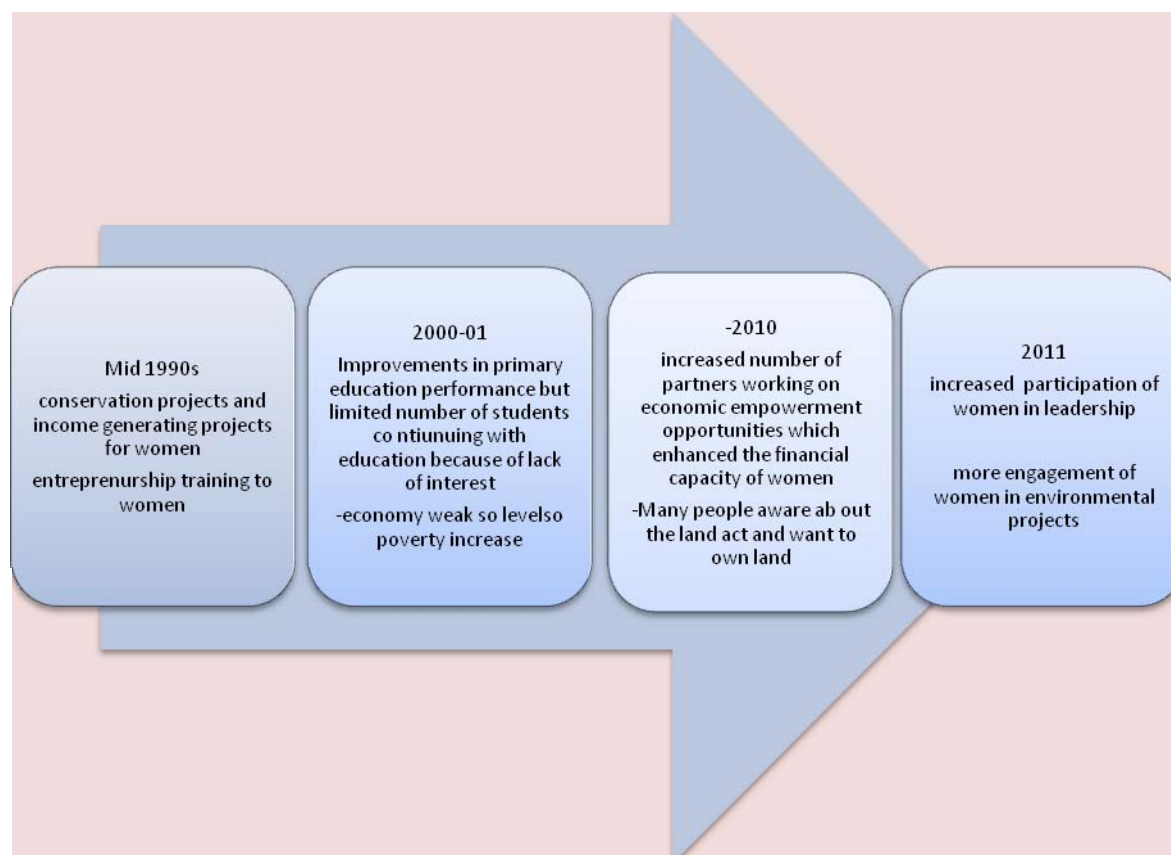 Mid 1990s
conservation projects and
income generating projects
for women
entreprenurship training to
women
2000-01
Improvements in primary
education performance but
limited number of students
co ntiunuing with
education because of lack
of interest
-economy weak so levelso
poverty increase
-2010
increased number of
partners working on
economic empowerment
opportunities which
enhanced the financial
capacity of women
-Many people aware ab out
the land act and want to
own land
2011
increased participation of
women in leadership
more engagement of
women in environmental
projects